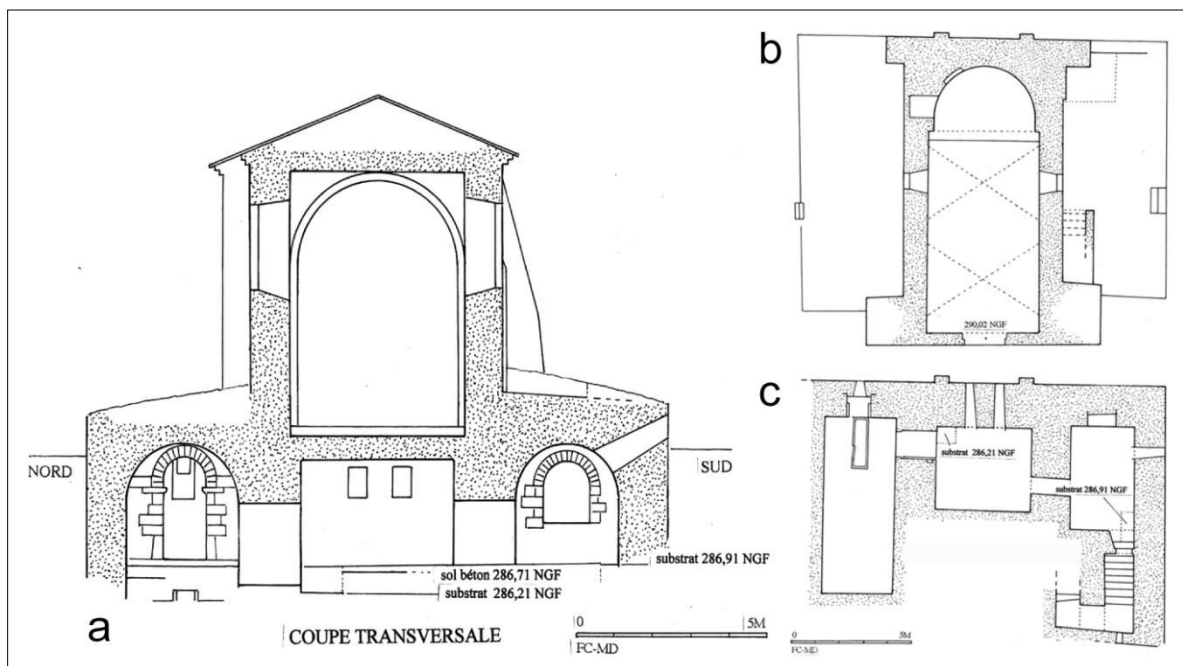 NORD
SUD
substrat 286,91 NGF
sol béton 286,71 NGF
substrat 286,21 NGF
a
COUPE TRANSVERSALE
0 5M
FC-MD
b
290,02 NGF
c
substrat 286,21 NGF
substrat 286,91 NGF
0 5M
FC-MD